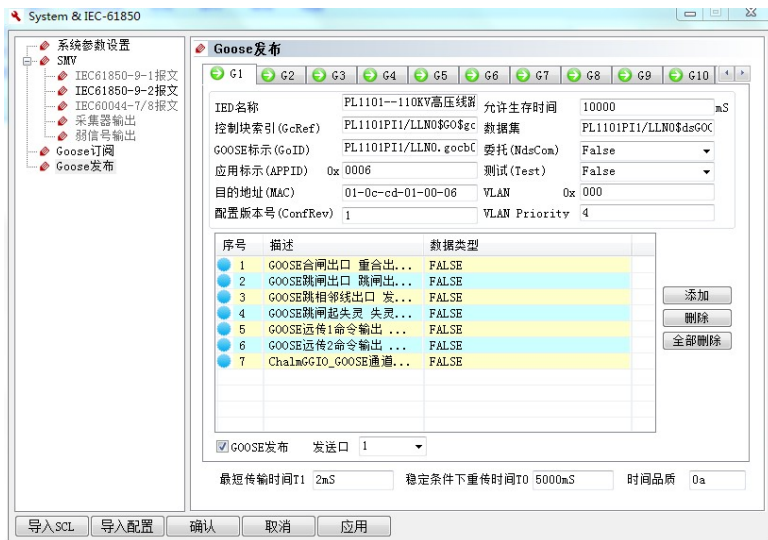 System & IEC-61850
系统参数设置
SMV
IEC61850-9-1报文
IEC61850-9-2报文
IEC60044-7/8报文
采集器输出
弱信号输出
Goose订阅
Goose发布
Goose发布
G1 G2 G3 G4 G5 G6 G7 G8 G9 G10
IED名称 PL1101--110KV高压线路 允许生存时间 10000 mS
控制块索引(GcRef) PL1101PI1/LLN0$GO$gc 数据集 PL1101PI1/LLN0$dsGOO
GOOSE标示(GoID) PL1101PI1/LLN0.gocbO 委托(NdsCom) False
应用标示(APPID) 0x 0006 测试(Test) False
目的地址(MAC) 01-0c-cd-01-00-06 VLAN 0x 000
配置版本号(ConfRev) 1 VLAN Priority 4
序号 描述 数据类型
1 GOOSE合闸出口 重合出... FALSE
2 GOOSE跳闸出口 跳闸出... FALSE
3 GOOSE跳相邻线出口 发... FALSE
4 GOOSE跳闸起失灵 失灵... FALSE
5 GOOSE远传1命令输出 ... FALSE
6 GOOSE远传2命令输出 ... FALSE
7 ChalmGGIO_GOOSE通道... FALSE
添加
删除
全部删除
GOOSE发布 发送口 1
最短传输时间T1 2mS 稳定条件下重传时间T0 5000mS 时间品质 0a
导入SCL 导入配置 确认 取消 应用